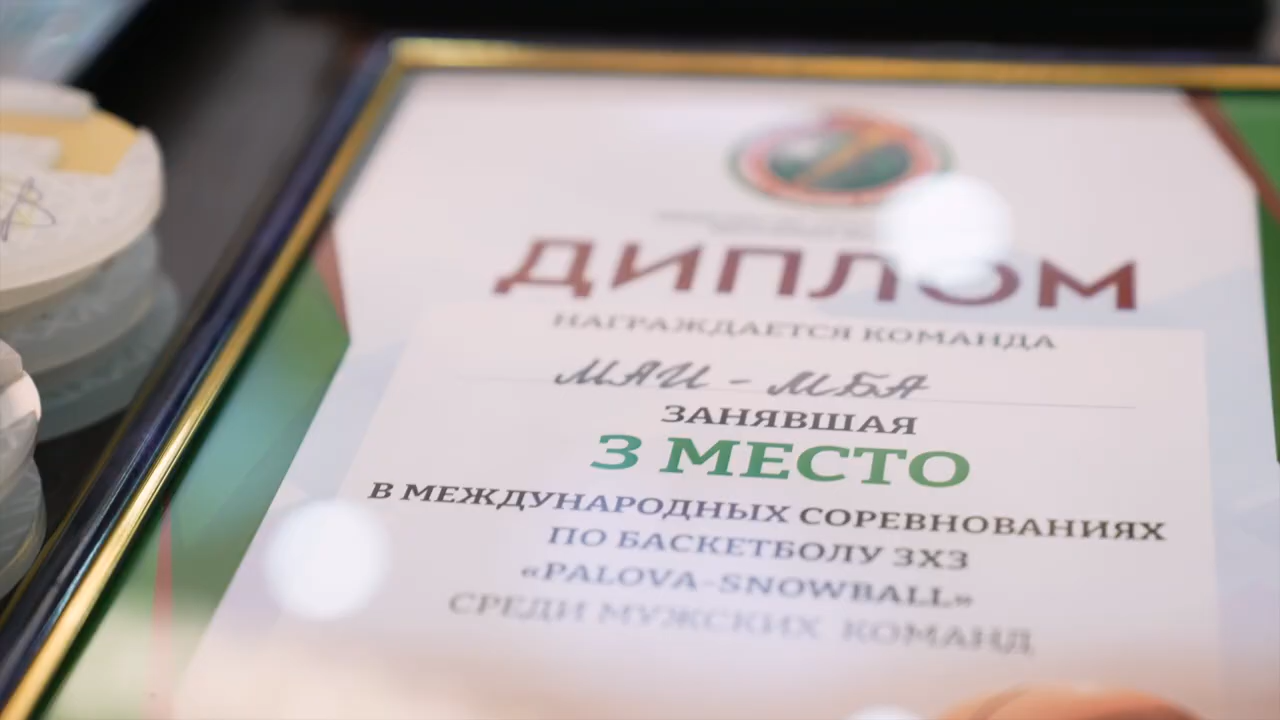 ДИПЛОМ
НАГРАЖДАЕТСЯ КОМАНДА
МАИ - МБА
ЗАНЯВШАЯ
3 МЕСТО
В МЕЖДУНАРОДНЫХ СОРЕВНОВАНИЯХ
ПО БАСКЕТБОЛУ 3Х3
«PALOVA-SNOWBALL»
СРЕДИ МУЖСКИХ КОМАНД